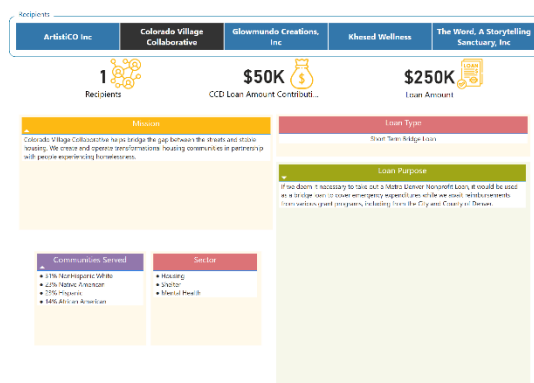 Recipients
ArtistiCO Inc
Colorado Village
Collaborative
Glowmundo Creations,
Inc
Khesed Wellness
The Word, A Storytelling
Sanctuary, Inc
1
Recipients
$50K
CCD Loan Amount Contributi...
$250K
Loan Amount
Mission
Colorado Village Collaborative helps bridge the gap between the streets and stable
housing. We create and operate transformational housing communities in partnership
with people experiencing homelessness.
Loan Type
Short Term Bridge Loan
Loan Purpose
If we deem it necessary to take out a Metro Denver Nonprofit Loan, it would be used
as a bridge loan to cover emergency expenditures while we await reimbursements
from various grant programs, including from the City and County of Denver.
Communities Served
• Non Hispanic White
• 23% Native American
• Hispanic
• African American
Sector
• Housing
• Shelter
• Mental Health